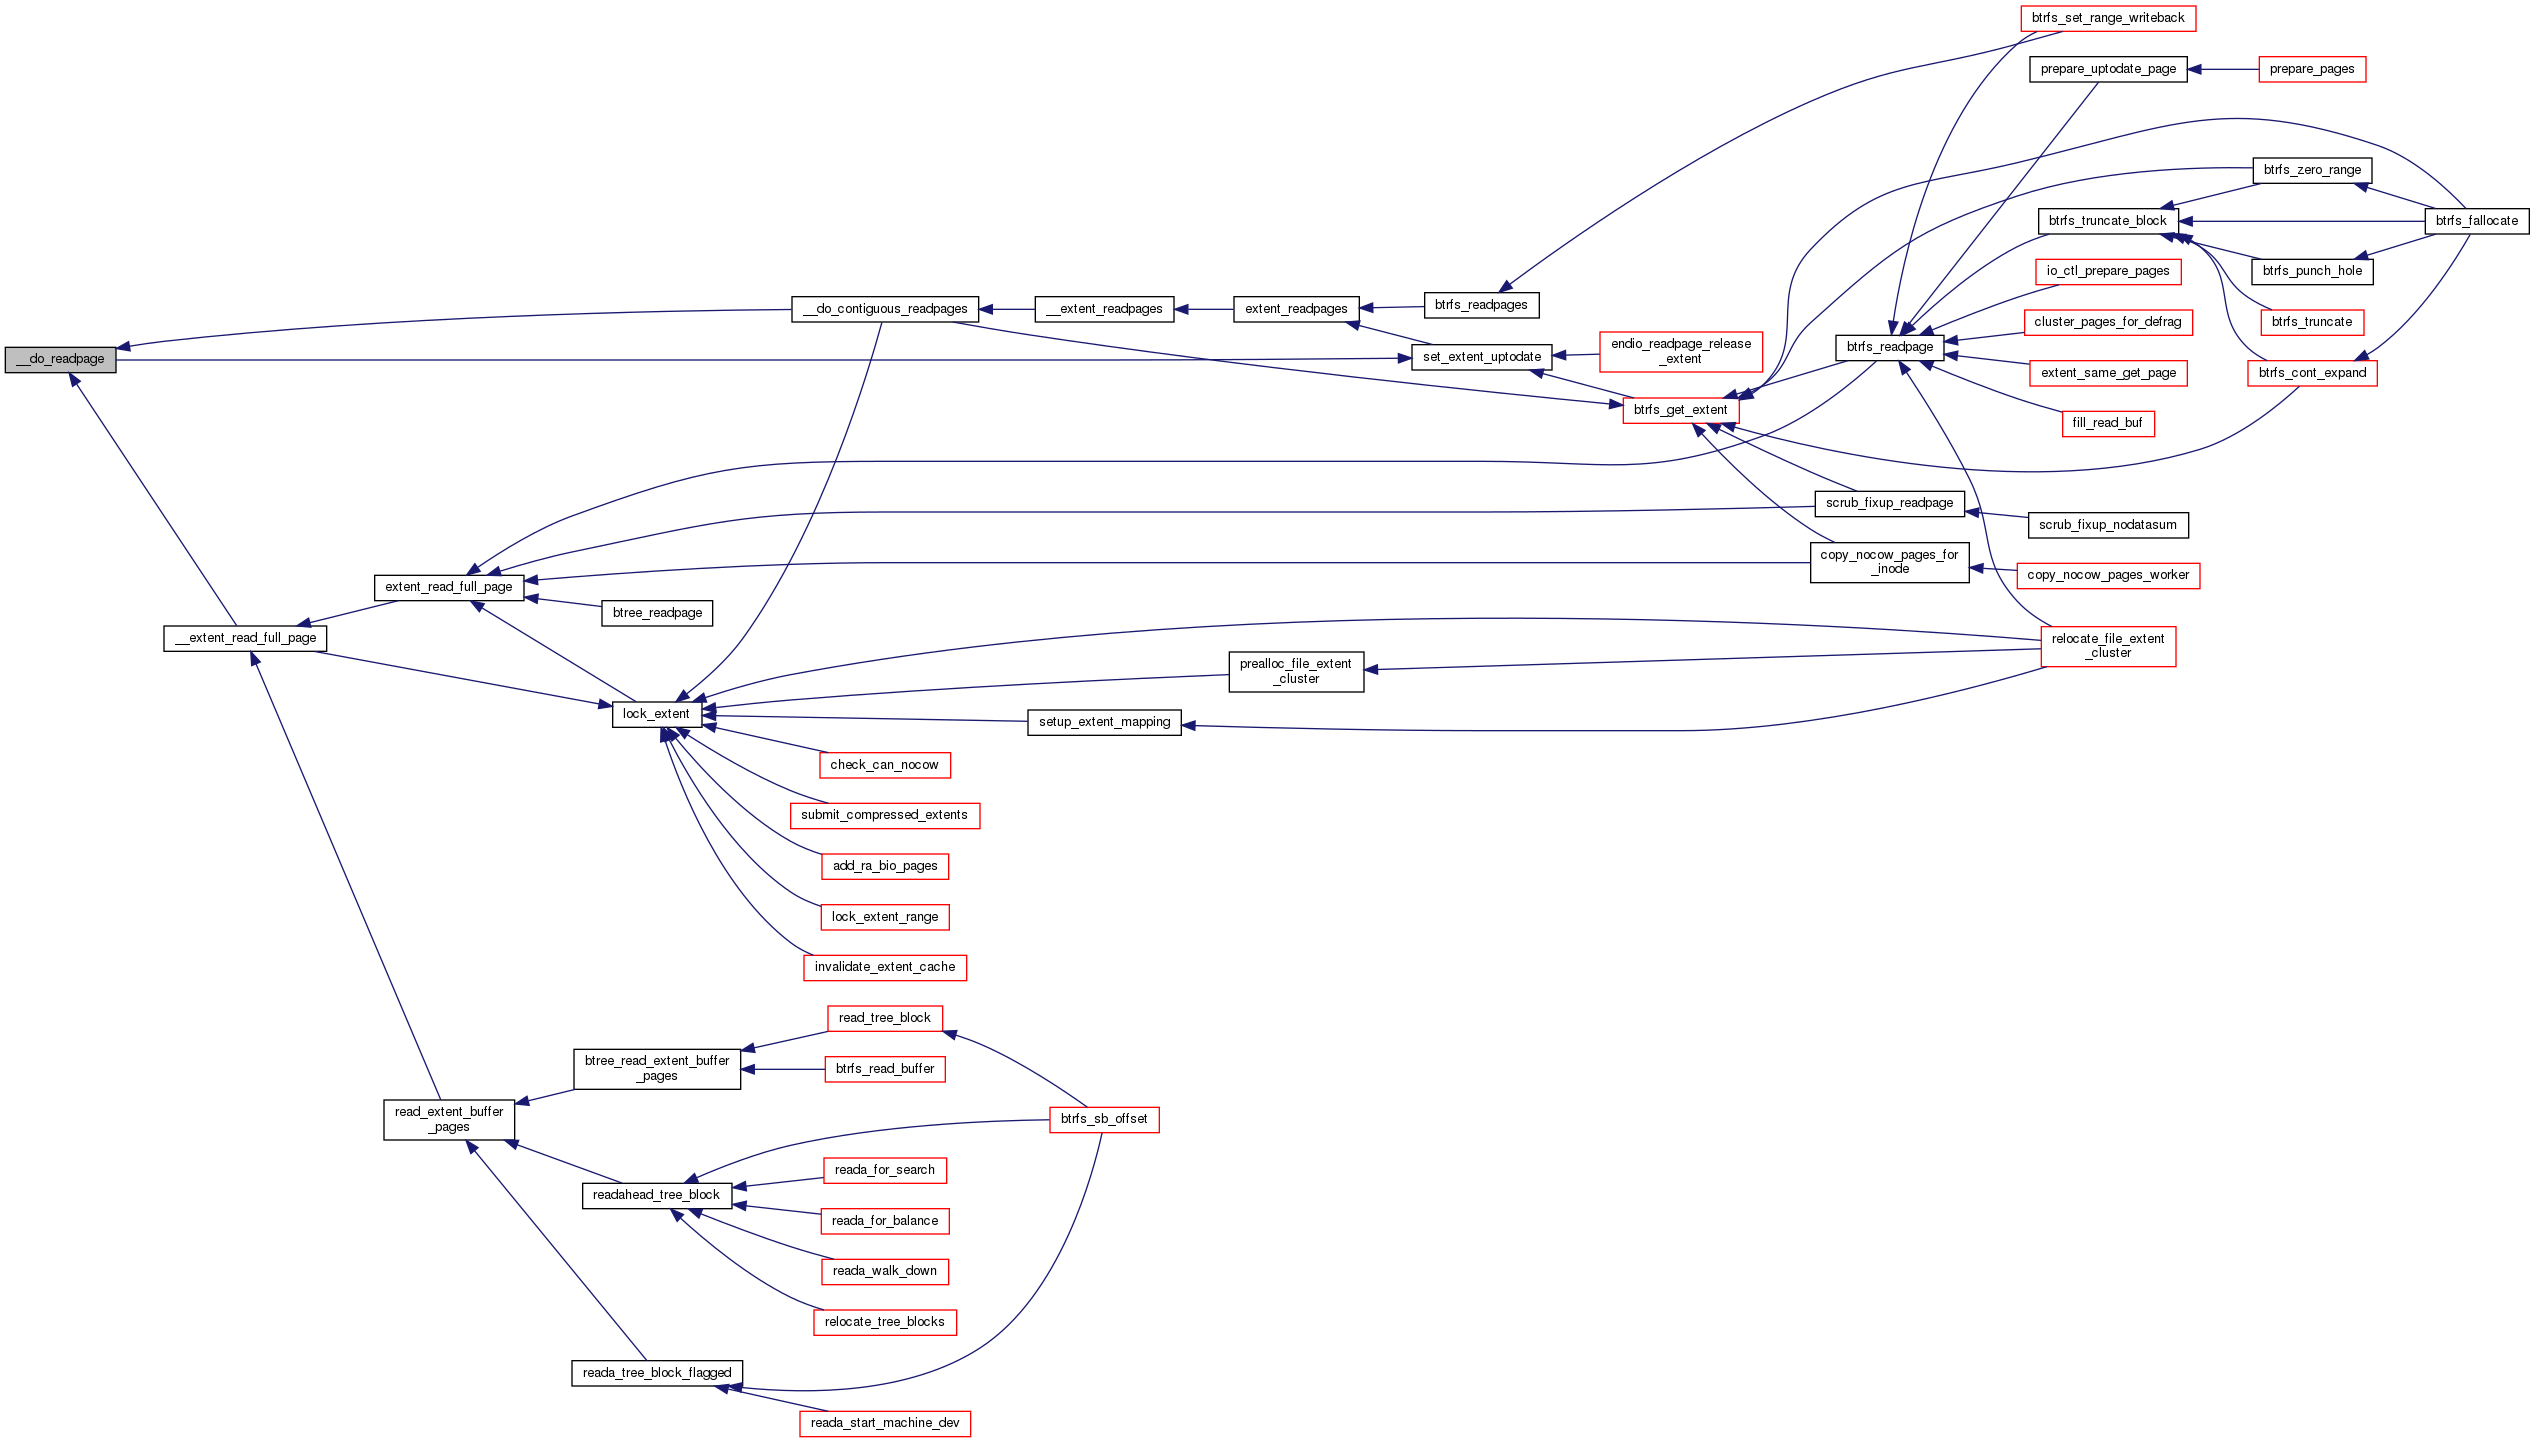 btrfs_set_range_writeback
prepare_uptodate_page
prepare_pages
btrfs_zero_range
btrfs_truncate_block
btrfs_fallocate
io_ctl_prepare_pages
btrfs_punch_hole
__do_contiguous_readpages
__extent_readpages
extent_readpages
btrfs_readpages
cluster_pages_for_defrag
btrfs_truncate
__do_readpage
set_extent_uptodate
endio_readpage_release
_extent
btrfs_readpage
extent_same_get_page
btrfs_cont_expand
btrfs_get_extent
fill_read_buf
scrub_fixup_readpage
scrub_fixup_nodatasum
copy_nocow_pages_for
_inode
copy_nocow_pages_worker
extent_read_full_page
btree_readpage
__extent_read_full_page
relocate_file_extent
_cluster
prealloc_file_extent
_cluster
lock_extent
setup_extent_mapping
check_can_nocow
submit_compressed_extents
add_ra_bio_pages
lock_extent_range
invalidate_extent_cache
read_tree_block
btree_read_extent_buffer
_pages
btrfs_read_buffer
read_extent_buffer
_pages
btrfs_sb_offset
reada_for_search
readahead_tree_block
reada_for_balance
reada_walk_down
relocate_tree_blocks
reada_tree_block_flagged
reada_start_machine_dev